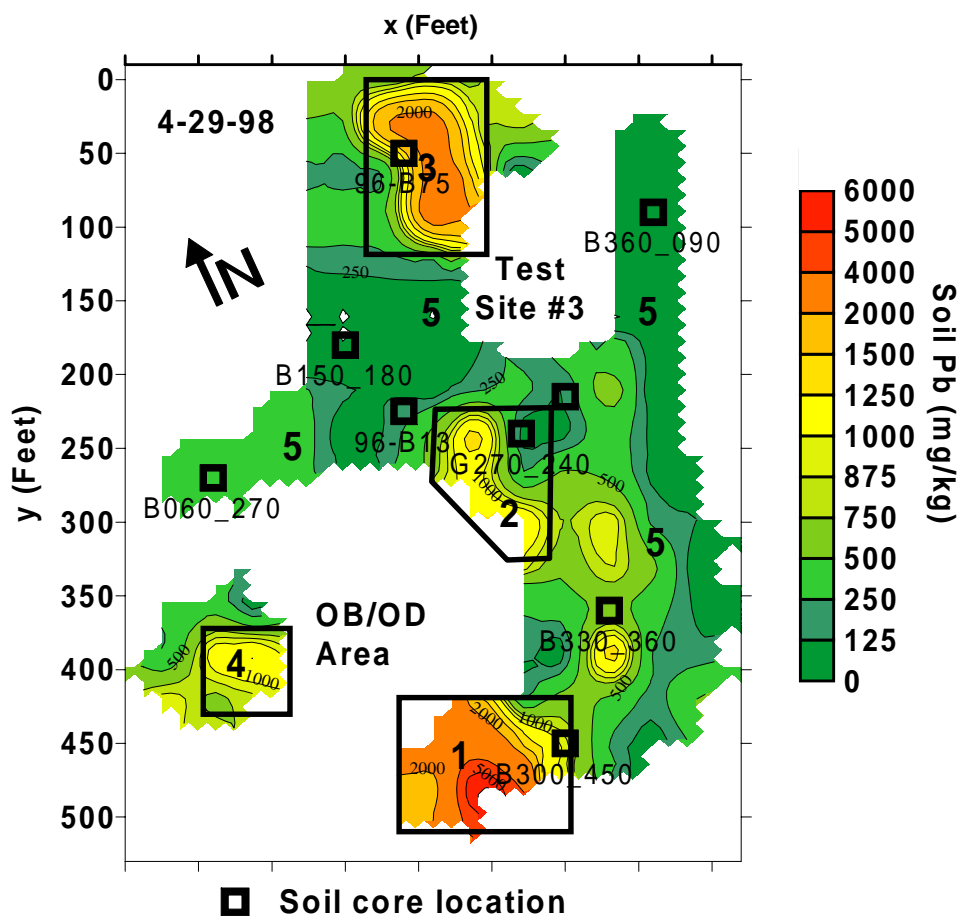 x (Feet)
4-29-98
N
y (Feet)
0
50
100
150
200
250
300
350
400
450
500
2000
3
96-B75
B360_090
Test
Site #3
250
5
5
B150_180
250
96-B13
G270_240
5
B060_270
1000
2
500
5
OB/OD
Area
B330_360
500
4
1000
500
2000
1000
1
2000
5000
B300_450
6000
5000
4000
2000
1500
1250
1000
875
750
500
250
125
0
Soil Pb (mg/kg)
Soil core location